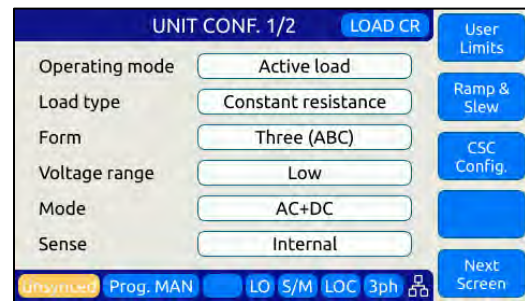 UNIT CONF. 1/2 LOAD CR
User
Limits
Operating mode Active load
Load type Constant resistance
Ramp &
Slew
Form Three (ABC)
CSC
Config.
Voltage range Low
Mode AC+DC
Sense Internal
Next
Screen
Unsynced Prog. MAN LO S/M LOC 3ph